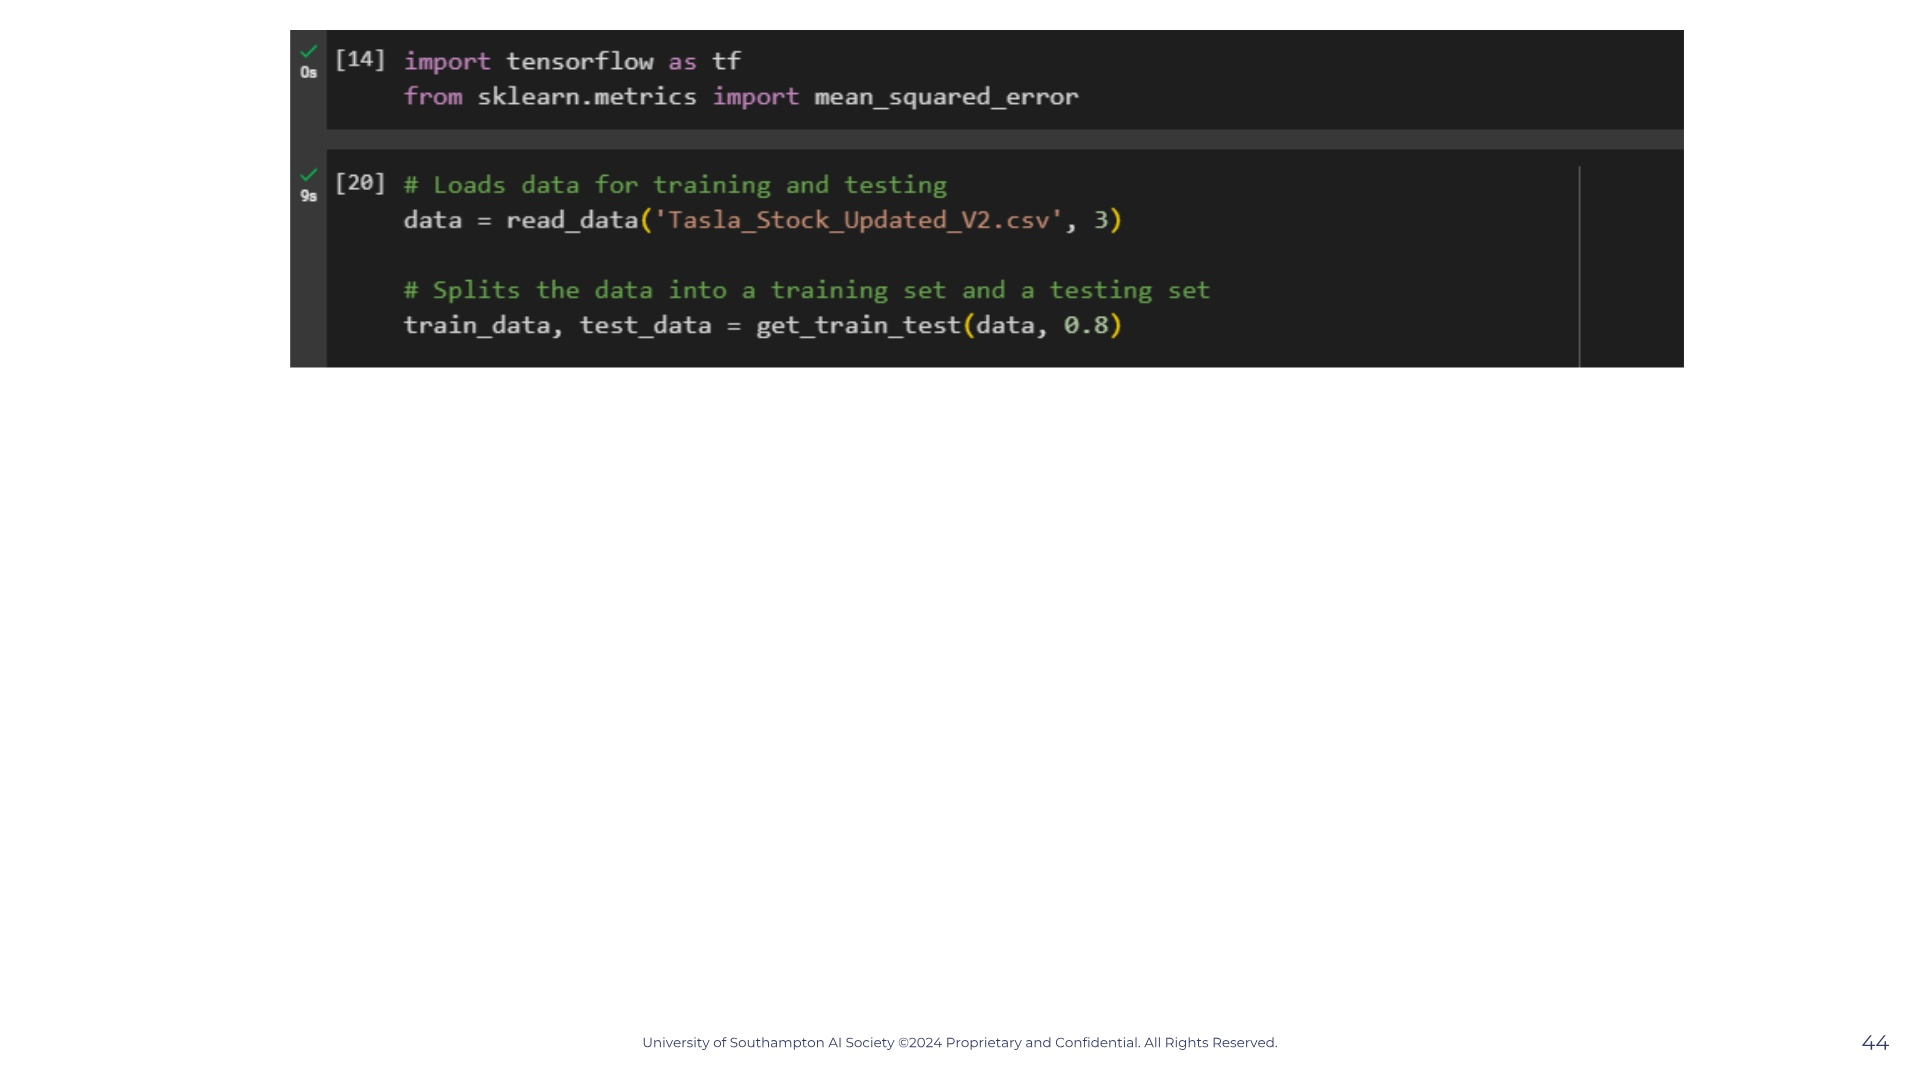 [14] import tensorflow as tf
0s
from sklearn.metrics import mean_squared_error
[20] # Loads data for training and testing
9s
data = read_data('Tasla_Stock_Updated_V2.csv', 3)
# Splits the data into a training set and a testing set
train_data, test_data = get_train_test(data, 0.8)
University of Southampton AI Society ©2024 Proprietary and Confidential. All Rights Reserved.
44